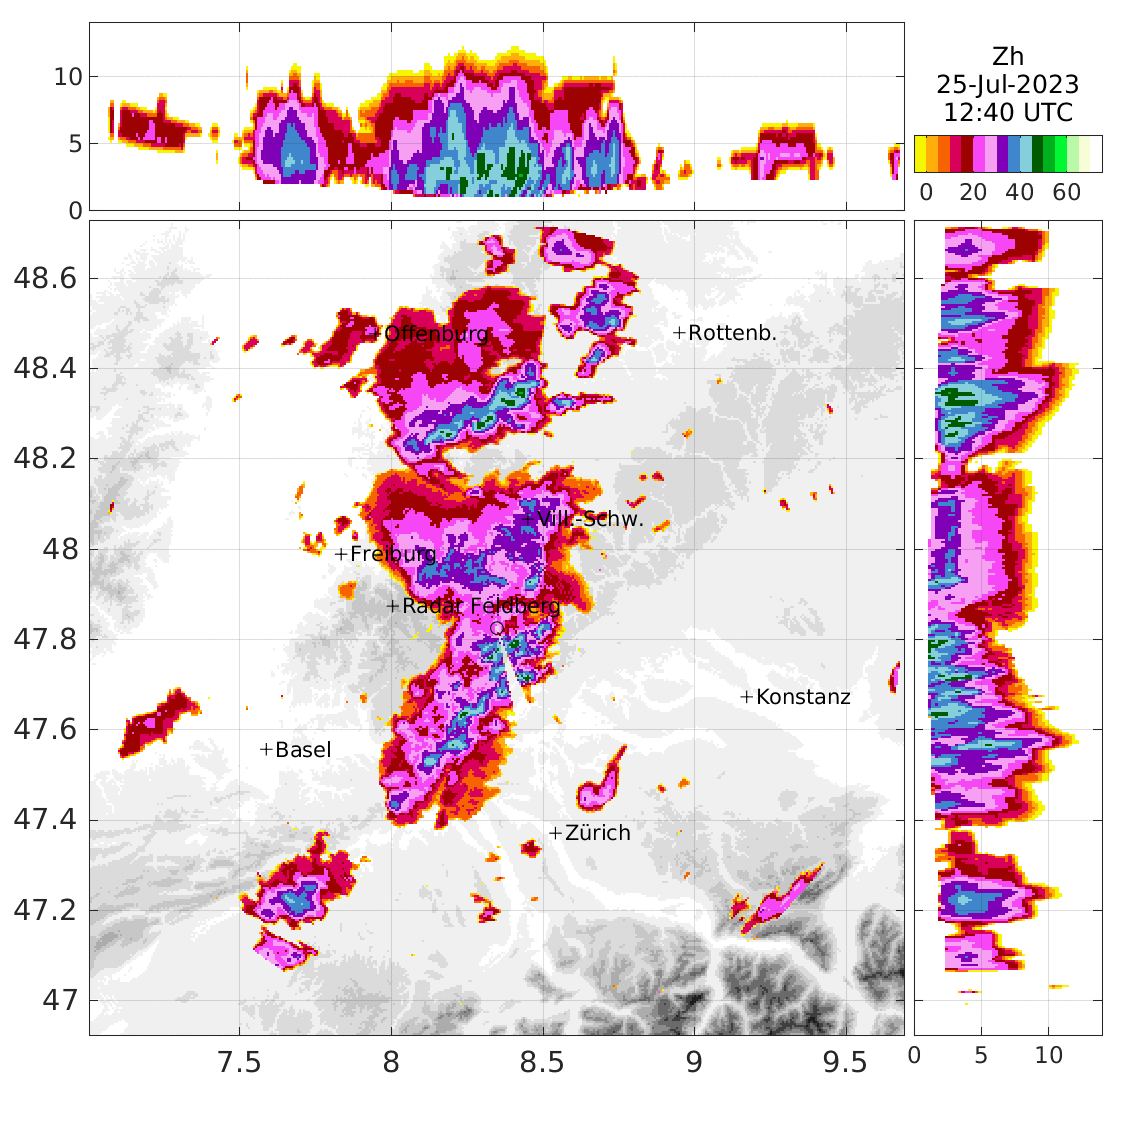 10
5
0
Zh
25-Jul-2023
12:40 UTC
0 20 40 60
48.6
48.4
48.2
48
47.8
47.6
47.4
47.2
47
+Offenburg
+Rottenb.
+Vill.-Schw.
+Freiburg
+Radar Feldberg
+Konstanz
+Basel
+Zürich
7.5 8 8.5 9 9.5
0 5 10